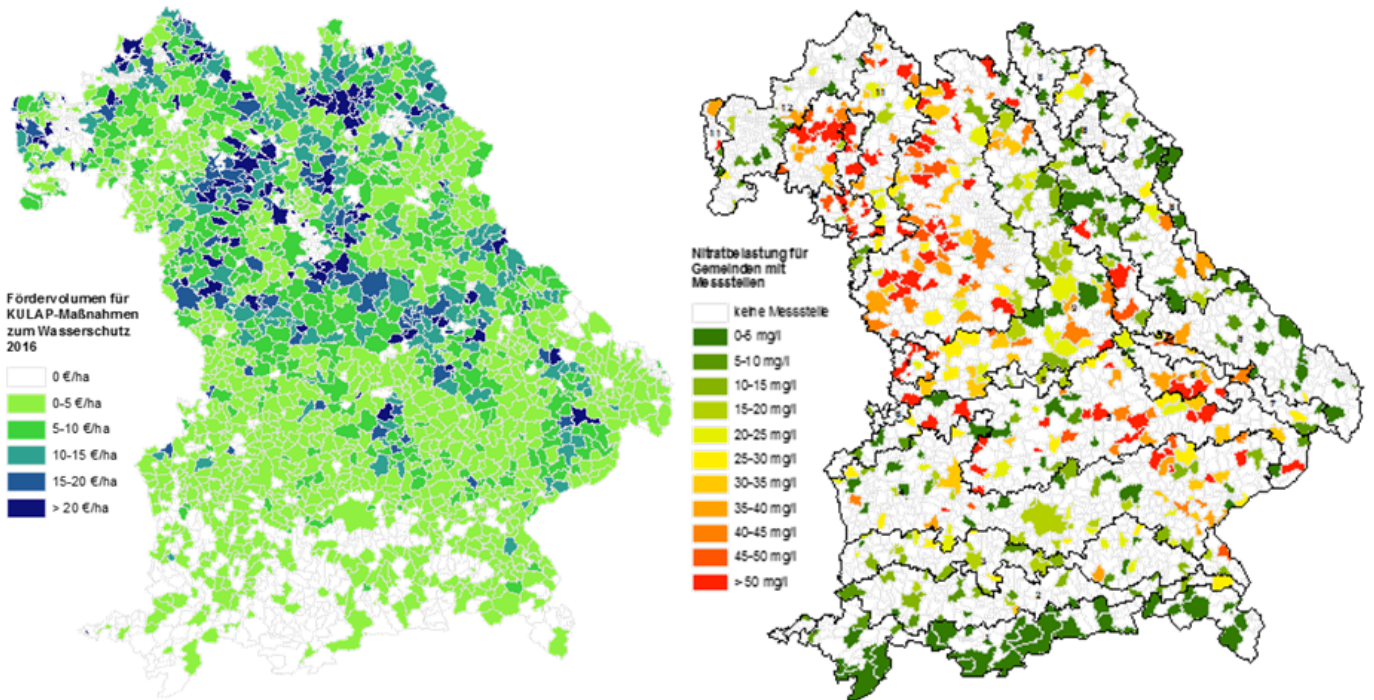 Fördervolumen für
KULAP-Maßnahmen
zum Wasserschutz
2016
0 €/ha
0-5 €/ha
5-10 €/ha
10-15 €/ha
15-20 €/ha
> 20 €/ha
Nitratbelastung für
Gemeinden mit
Messstellen
keine Messstelle
0-5 mg/l
5-10 mg/l
10-15 mg/l
15-20 mg/l
20-25 mg/l
25-30 mg/l
30-35 mg/l
35-40 mg/l
40-45 mg/l
45-50 mg/l
> 50 mg/l
12
11